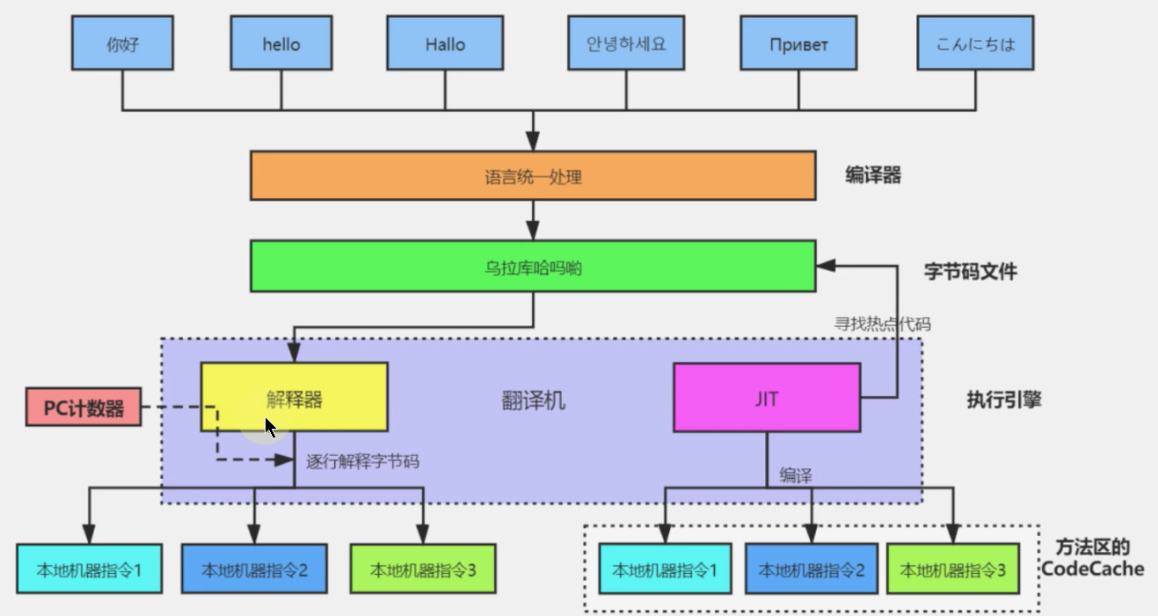 你好
hello
Hallo
안녕하세요
Привет
こんにちは
语言统一处理
编译器
乌拉库哈吗哟
字节码文件
寻找热点代码
PC计数器
解释器
翻译机
JIT
执行引擎
逐行解释字节码
编译
本地机器指令1
本地机器指令2
本地机器指令3
本地机器指令1
本地机器指令2
本地机器指令3
方法区的
CodeCache